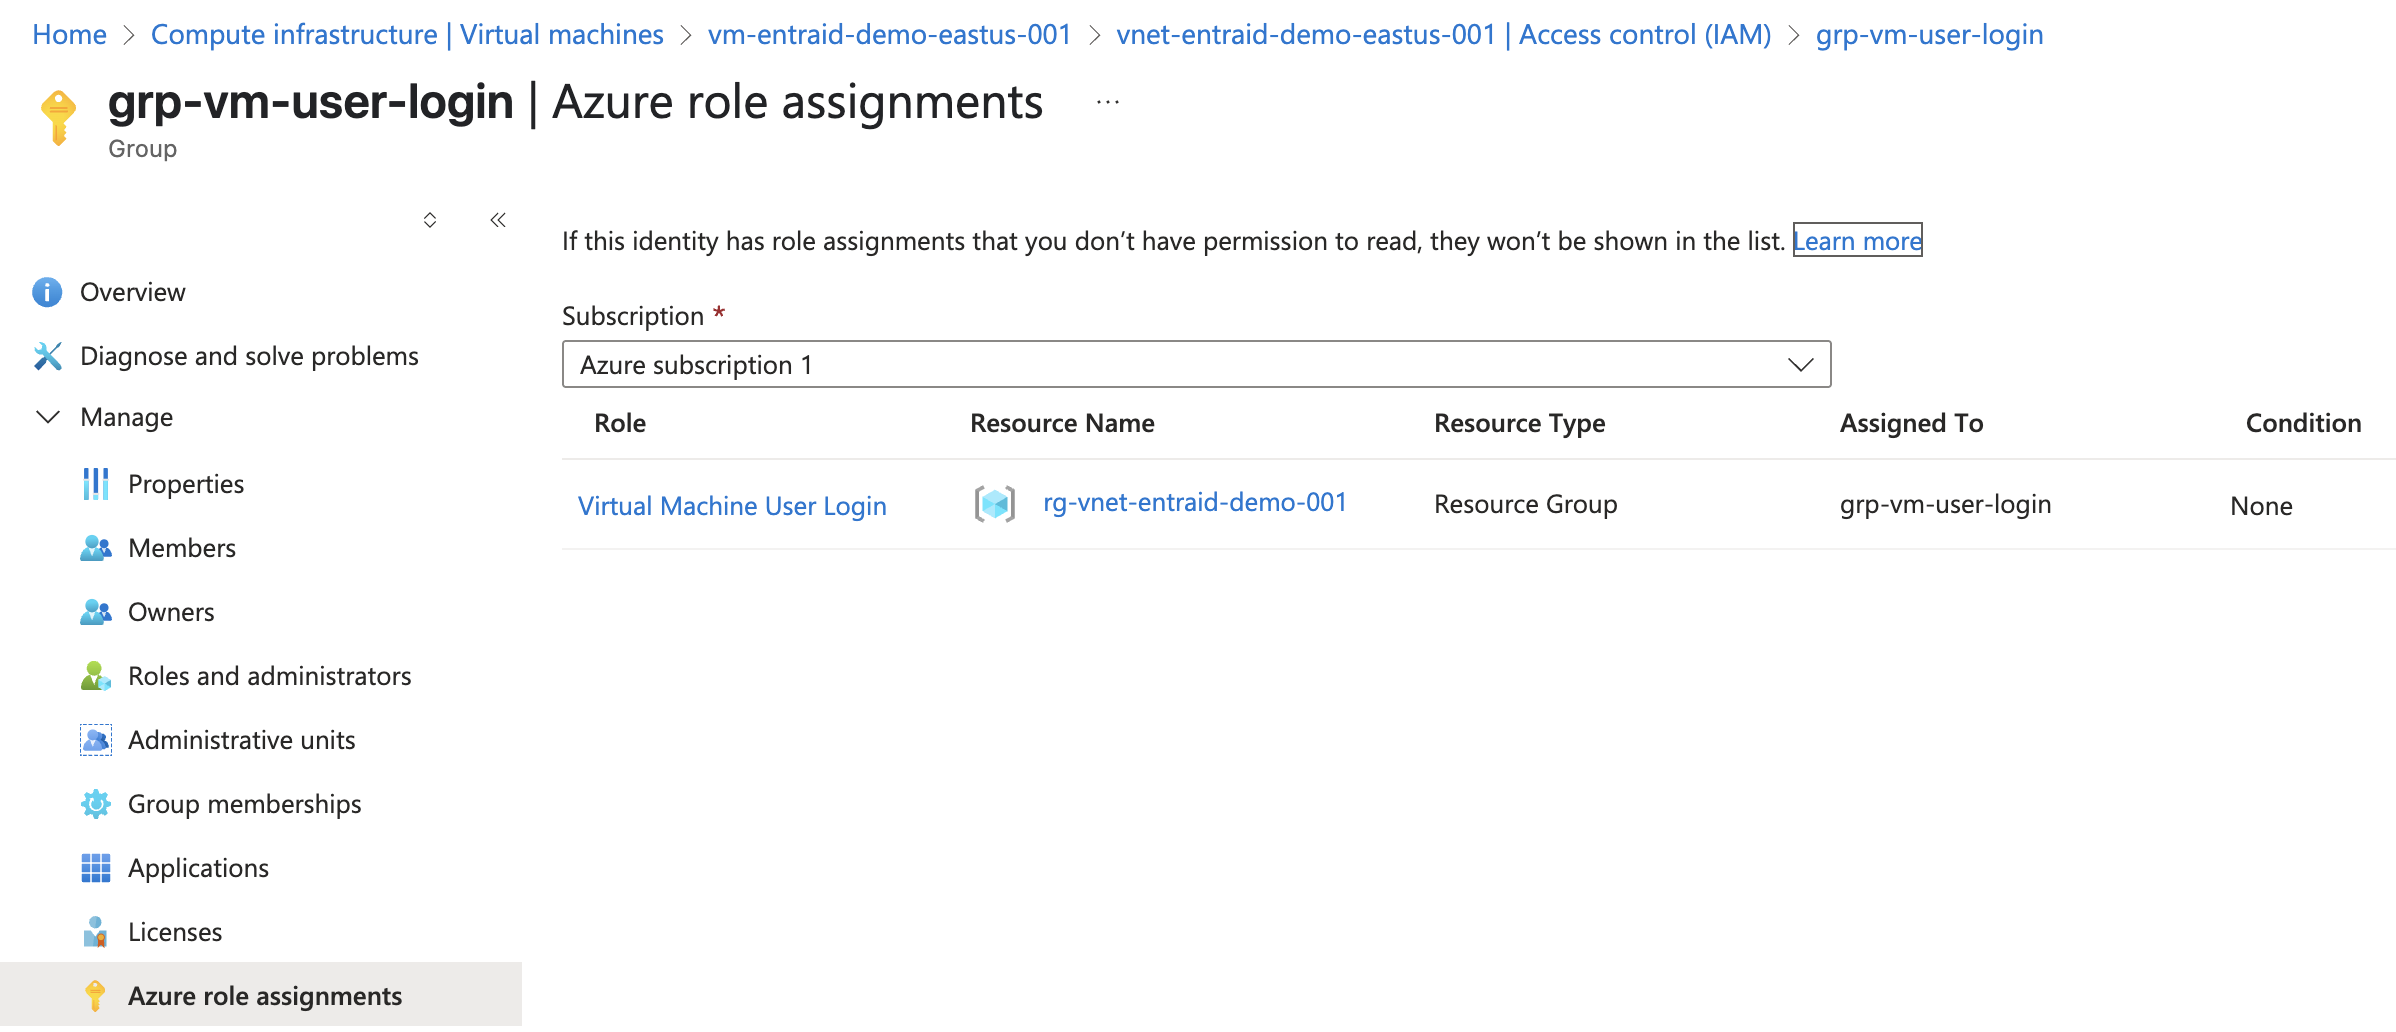 Home > Compute infrastructure | Virtual machines > vm-entraid-demo-eastus-001 > vnet-entraid-demo-eastus-001 | Access control (IAM) > grp-vm-user-login
grp-vm-user-login | Azure role assignments ...
Group
If this identity has role assignments that you don’t have permission to read, they won’t be shown in the list. Learn more
Overview
Diagnose and solve problems
Manage
Properties
Members
Owners
Roles and administrators
Administrative units
Group memberships
Applications
Licenses
Azure role assignments
Subscription *
Azure subscription 1
Role Resource Name Resource Type Assigned To Condition
Virtual Machine User Login rg-vnet-entraid-demo-001 Resource Group grp-vm-user-login None